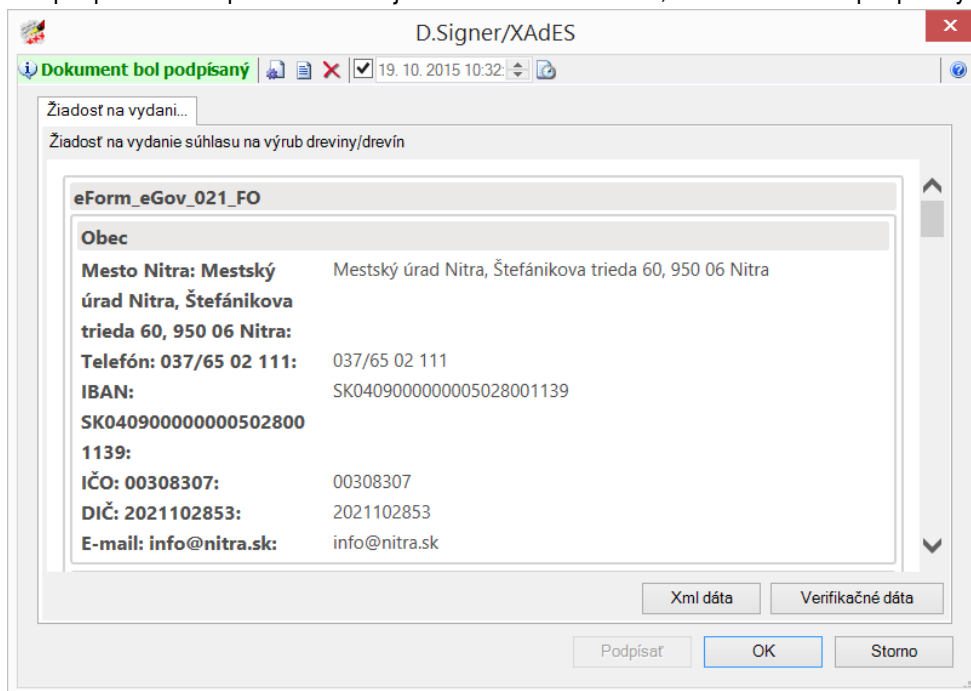 D.Signer/XAdES
Dokument bol podpísaný 19. 10. 2015 10:32:
Žiadosť na vydani...
Žiadosť na vydanie súhlasu na výrub dreviny/drevín
eForm_eGov_021_FO
Obec
Mesto Nitra: Mestský Mestský úrad Nitra, Štefánikova trieda 60, 950 06 Nitra
úrad Nitra, Štefánikova
trieda 60, 950 06 Nitra:
Telefón: 037/65 02 111: 037/65 02 111
IBAN: SK0409000000005028001139
SK040900000000502800
1139:
IČO: 00308307: 00308307
DIČ: 2021102853: 2021102853
E-mail: info@nitra.sk: info@nitra.sk
Xml dáta Verifikačné dáta
Podpísať OK Storno